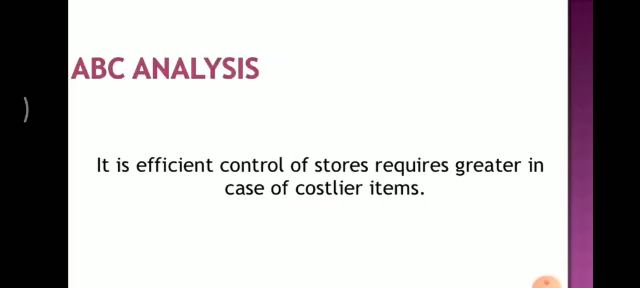 ABC ANALYSIS
It is efficient control of stores requires greater in
case of costlier items.